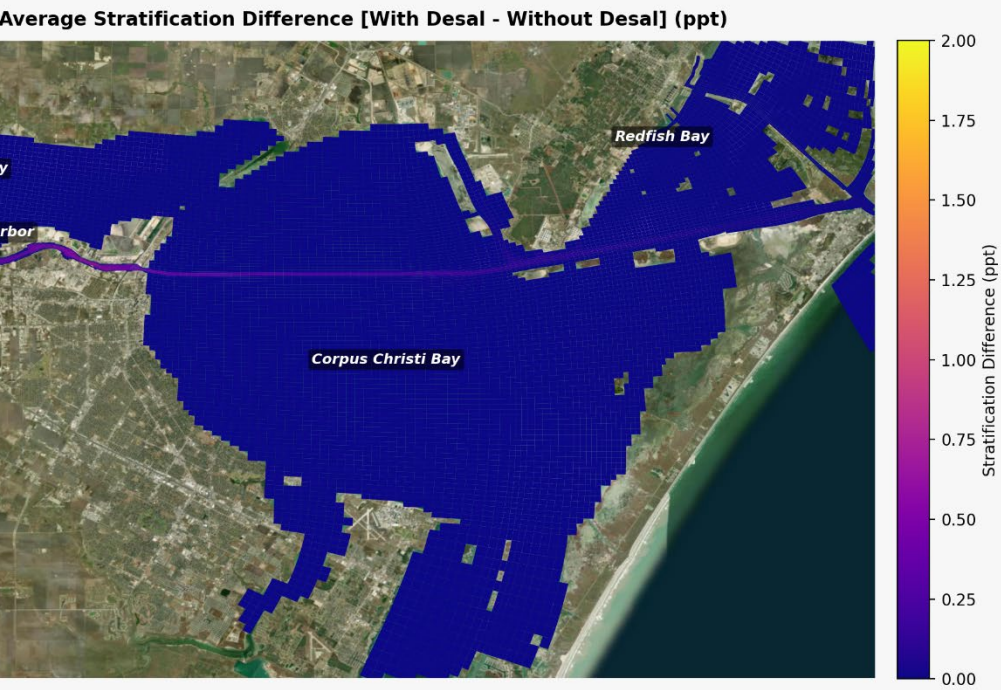 Average Stratification Difference [With Desal - Without Desal] (ppt)
Redfish Bay
y
rbor
Corpus Christi Bay
2.00
1.75
1.50
1.25
1.00
0.75
0.50
0.25
0.00
Stratification Difference (ppt)